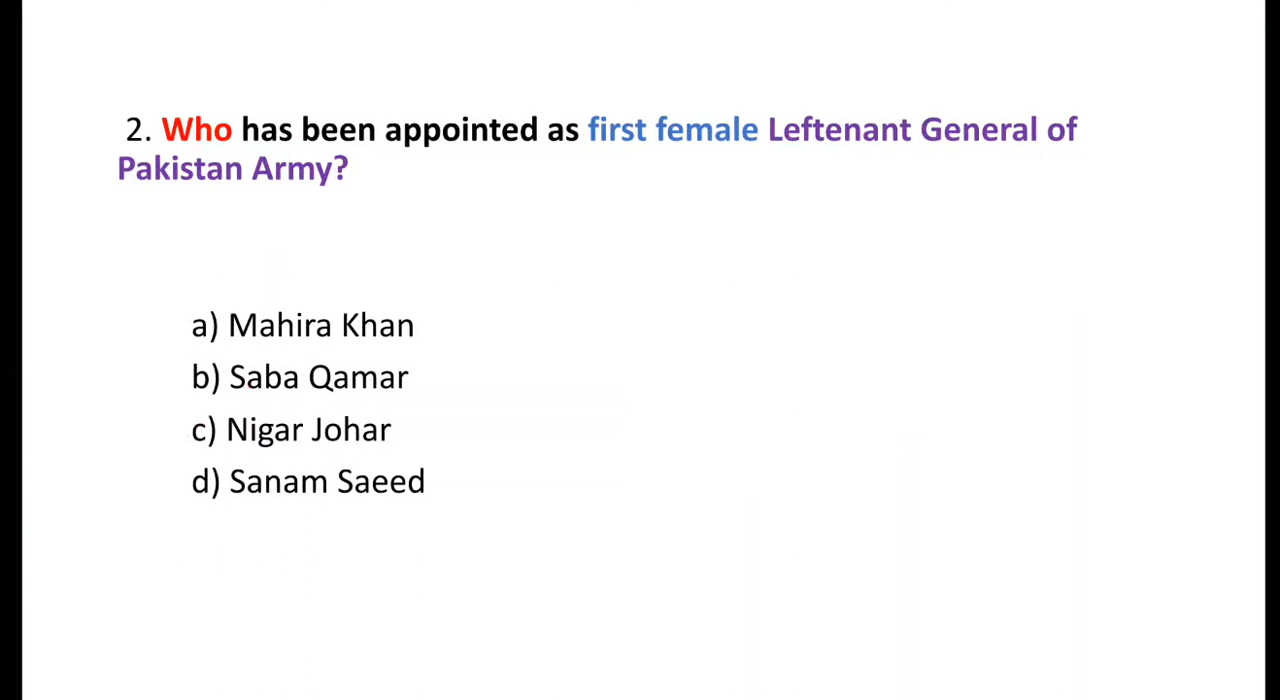 2. Who has been appointed as first female Leftenant General of
Pakistan Army?
a) Mahira Khan
b) Saba Qamar
c) Nigar Johar
d) Sanam Saeed